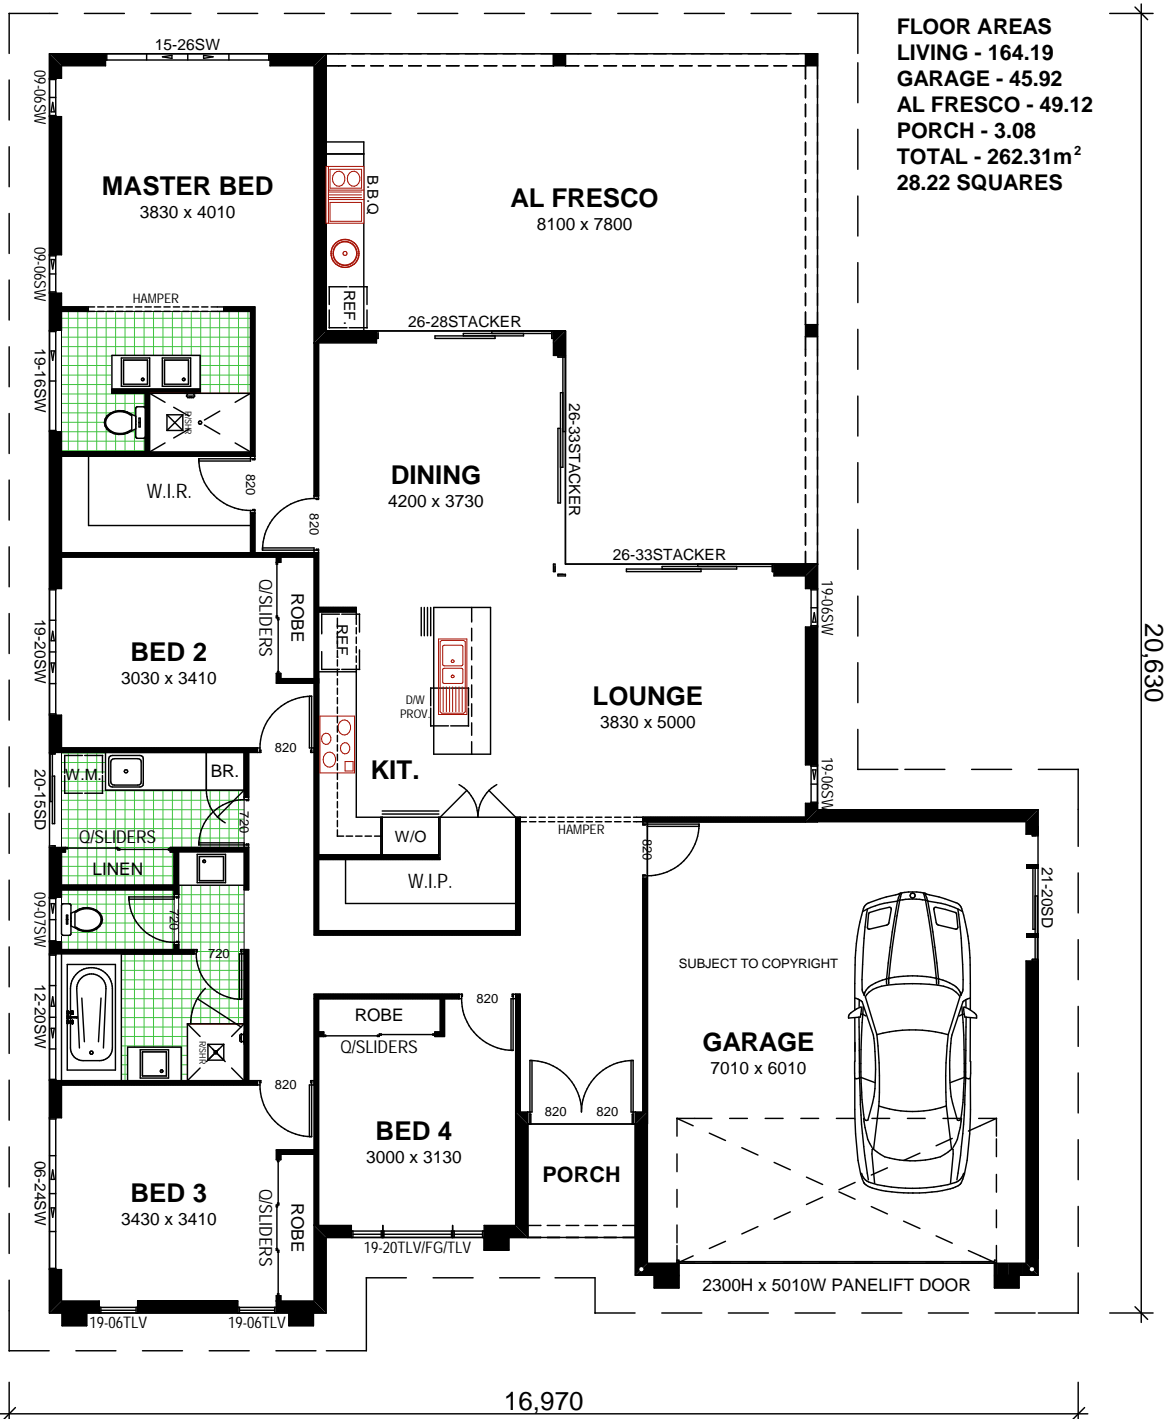 FLOOR AREAS
LIVING - 164.19
GARAGE - 45.92
AL FRESCO - 49.12
PORCH - 3.08
TOTAL - 262.31m²
28.22 SQUARES
15-26SW
09-06SW
MASTER BED
3830 x 4010
B.B.Q
AL FRESCO
8100 x 7800
09-06SW
HAMPER
REF.
26-28STACKER
19-16SW
R/SHR
26-33STACKER
DINING
4200 x 3730
W.I.R.
820
820
26-33STACKER
Q/SLIDERS
ROBE
19-06SW
19-20SW
BED 2
3030 x 3410
REF.
20,630
LOUNGE
3830 x 5000
D/W
PROV.
820
KIT.
W.M.
BR.
19-06SW
20-15SD
720
Q/SLIDERS
W/O
HAMPER
820
LINEN
W.I.P.
21-20SD
09-07SW
720
720
SUBJECT TO COPYRIGHT
12-20SW
820
ROBE
Q/SLIDERS
R/SHR
GARAGE
7010 x 6010
820
820
820
BED 4
3000 x 3130
PORCH
06-24SW
BED 3
3430 x 3410
Q/SLIDERS
ROBE
19-20TLV/FG/TLV
2300H x 5010W PANELIFT DOOR
19-06TLV
19-06TLV
16,970